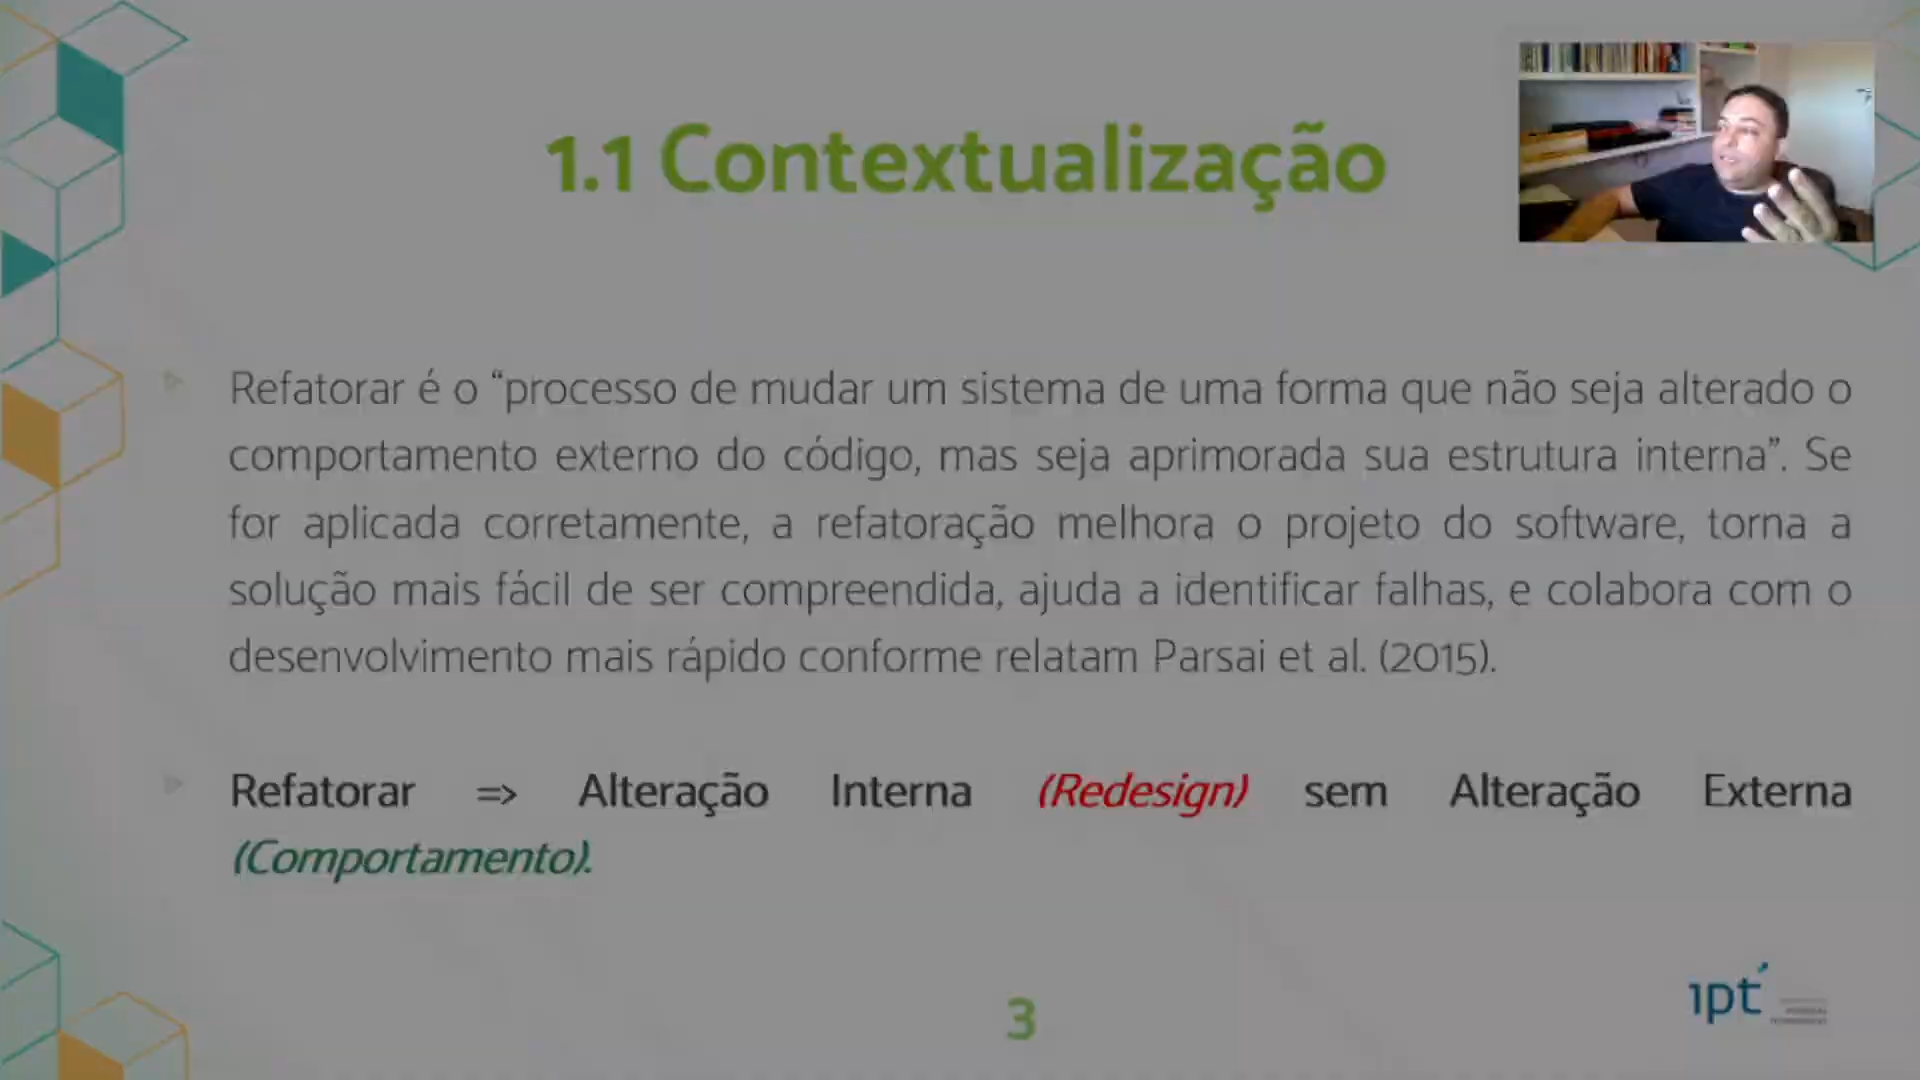 1.1 Contextualização
Refatorar é o “processo de mudar um sistema de uma forma que não seja alterado o
comportamento externo do código, mas seja aprimorada sua estrutura interna”. Se
for aplicada corretamente, a refatoração melhora o projeto do software, torna a
solução mais fácil de ser compreendida, ajuda a identificar falhas, e colabora com o
desenvolvimento mais rápido conforme relatam Parsai et al. (2015).
Refatorar => Alteração Interna (Redesign) sem Alteração Externa
(Comportamento).
3
ipt